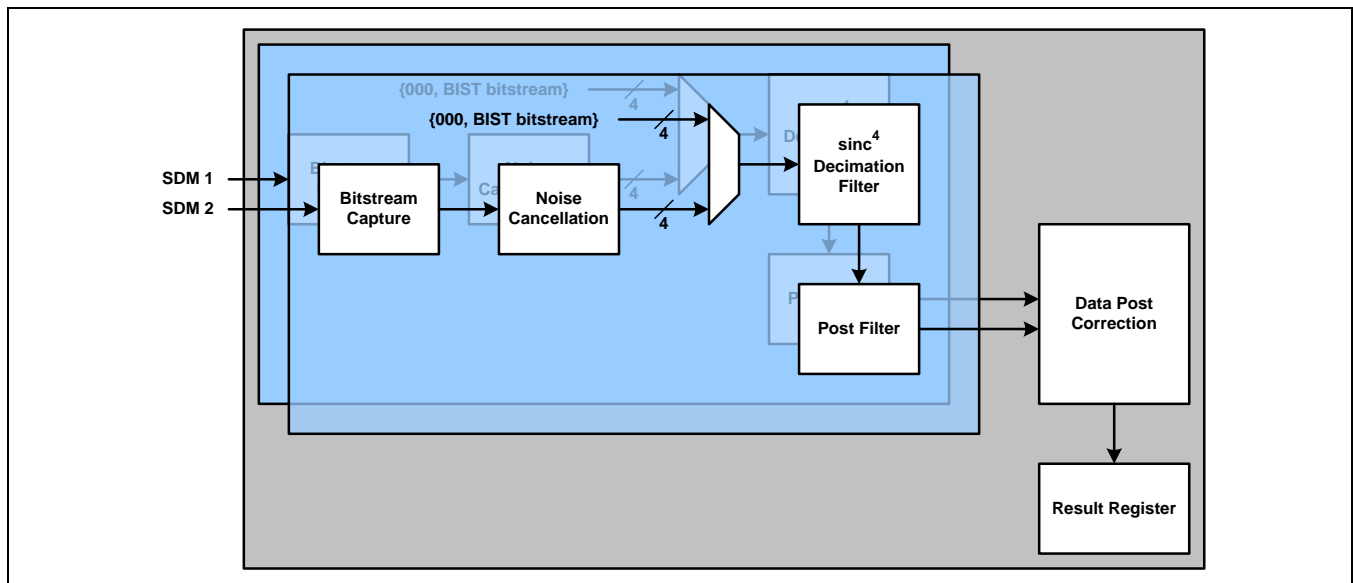 {000, BIST bitstream}
4
{000, BIST bitstream}
4
sinc4
Decimation
Filter
SDM 1
SDM 2
Bitstream
Capture
Noise
Cancellation
4
4
Post Filter
Data Post
Correction
Result Register